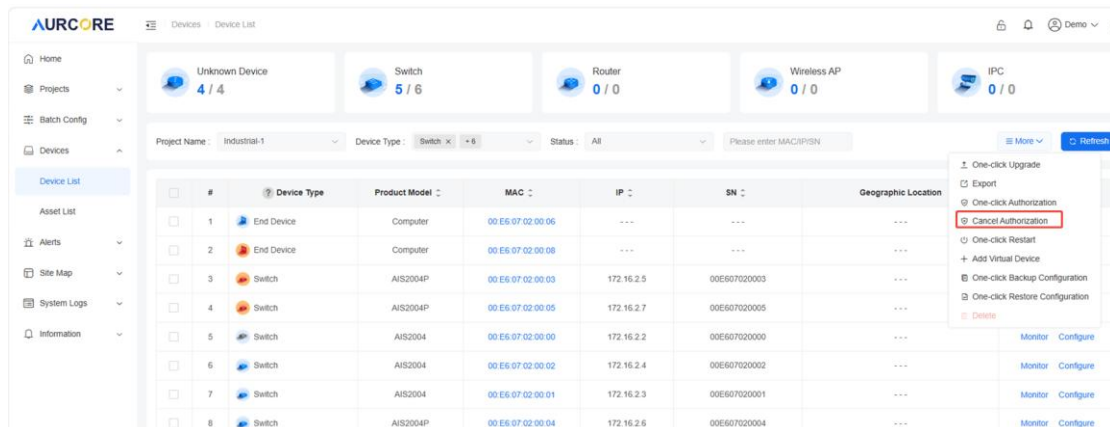 AURCORE
Devices / Device List
Demo
Home
Projects
Batch Config
Devices
Device List
Asset List
Alerts
Site Map
System Logs
Information
Unknown Device
4 / 4
Switch
5 / 6
Router
0 / 0
Wireless AP
0 / 0
IPC
0 / 0
Project Name : Industrial-1 Device Type : Switch × + 6 Status : All Please enter MAC/IP/SN More Refresh
One-click Upgrade
Export
One-click Authorization
Cancel Authorization
One-click Restart
Add Virtual Device
One-click Backup Configuration
One-click Restore Configuration
Delete
# ? Device Type Product Model MAC IP SN Geographic Location
1 End Device Computer 00:E6:07:02:00:06 - - - - - - - - -
2 End Device Computer 00:E6:07:02:00:08 - - - - - - - - -
3 Switch AIS2004P 00:E6:07:02:00:03 172.16.2.5 00E607020003 - - -
4 Switch AIS2004P 00:E6:07:02:00:05 172.16.2.7 00E607020005 - - -
5 Switch AIS2004 00:E6:07:02:00:00 172.16.2.2 00E607020000 - - - Monitor Configure
6 Switch AIS2004 00:E6:07:02:00:02 172.16.2.4 00E607020002 - - - Monitor Configure
7 Switch AIS2004 00:E6:07:02:00:01 172.16.2.3 00E607020001 - - - Monitor Configure
8 Switch AIS2004P 00:E6:07:02:00:04 172.16.2.6 00E607020004 - - - Monitor Configure